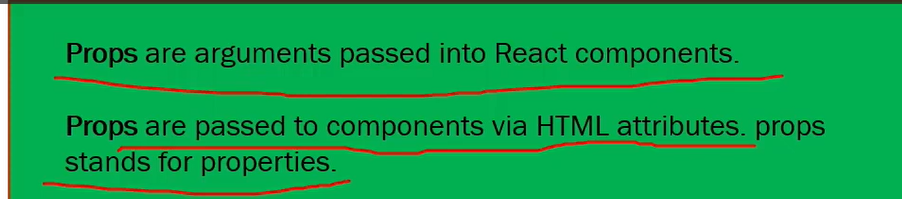 Props are arguments passed into React components.
Props are passed to components via HTML attributes. props
stands for properties.